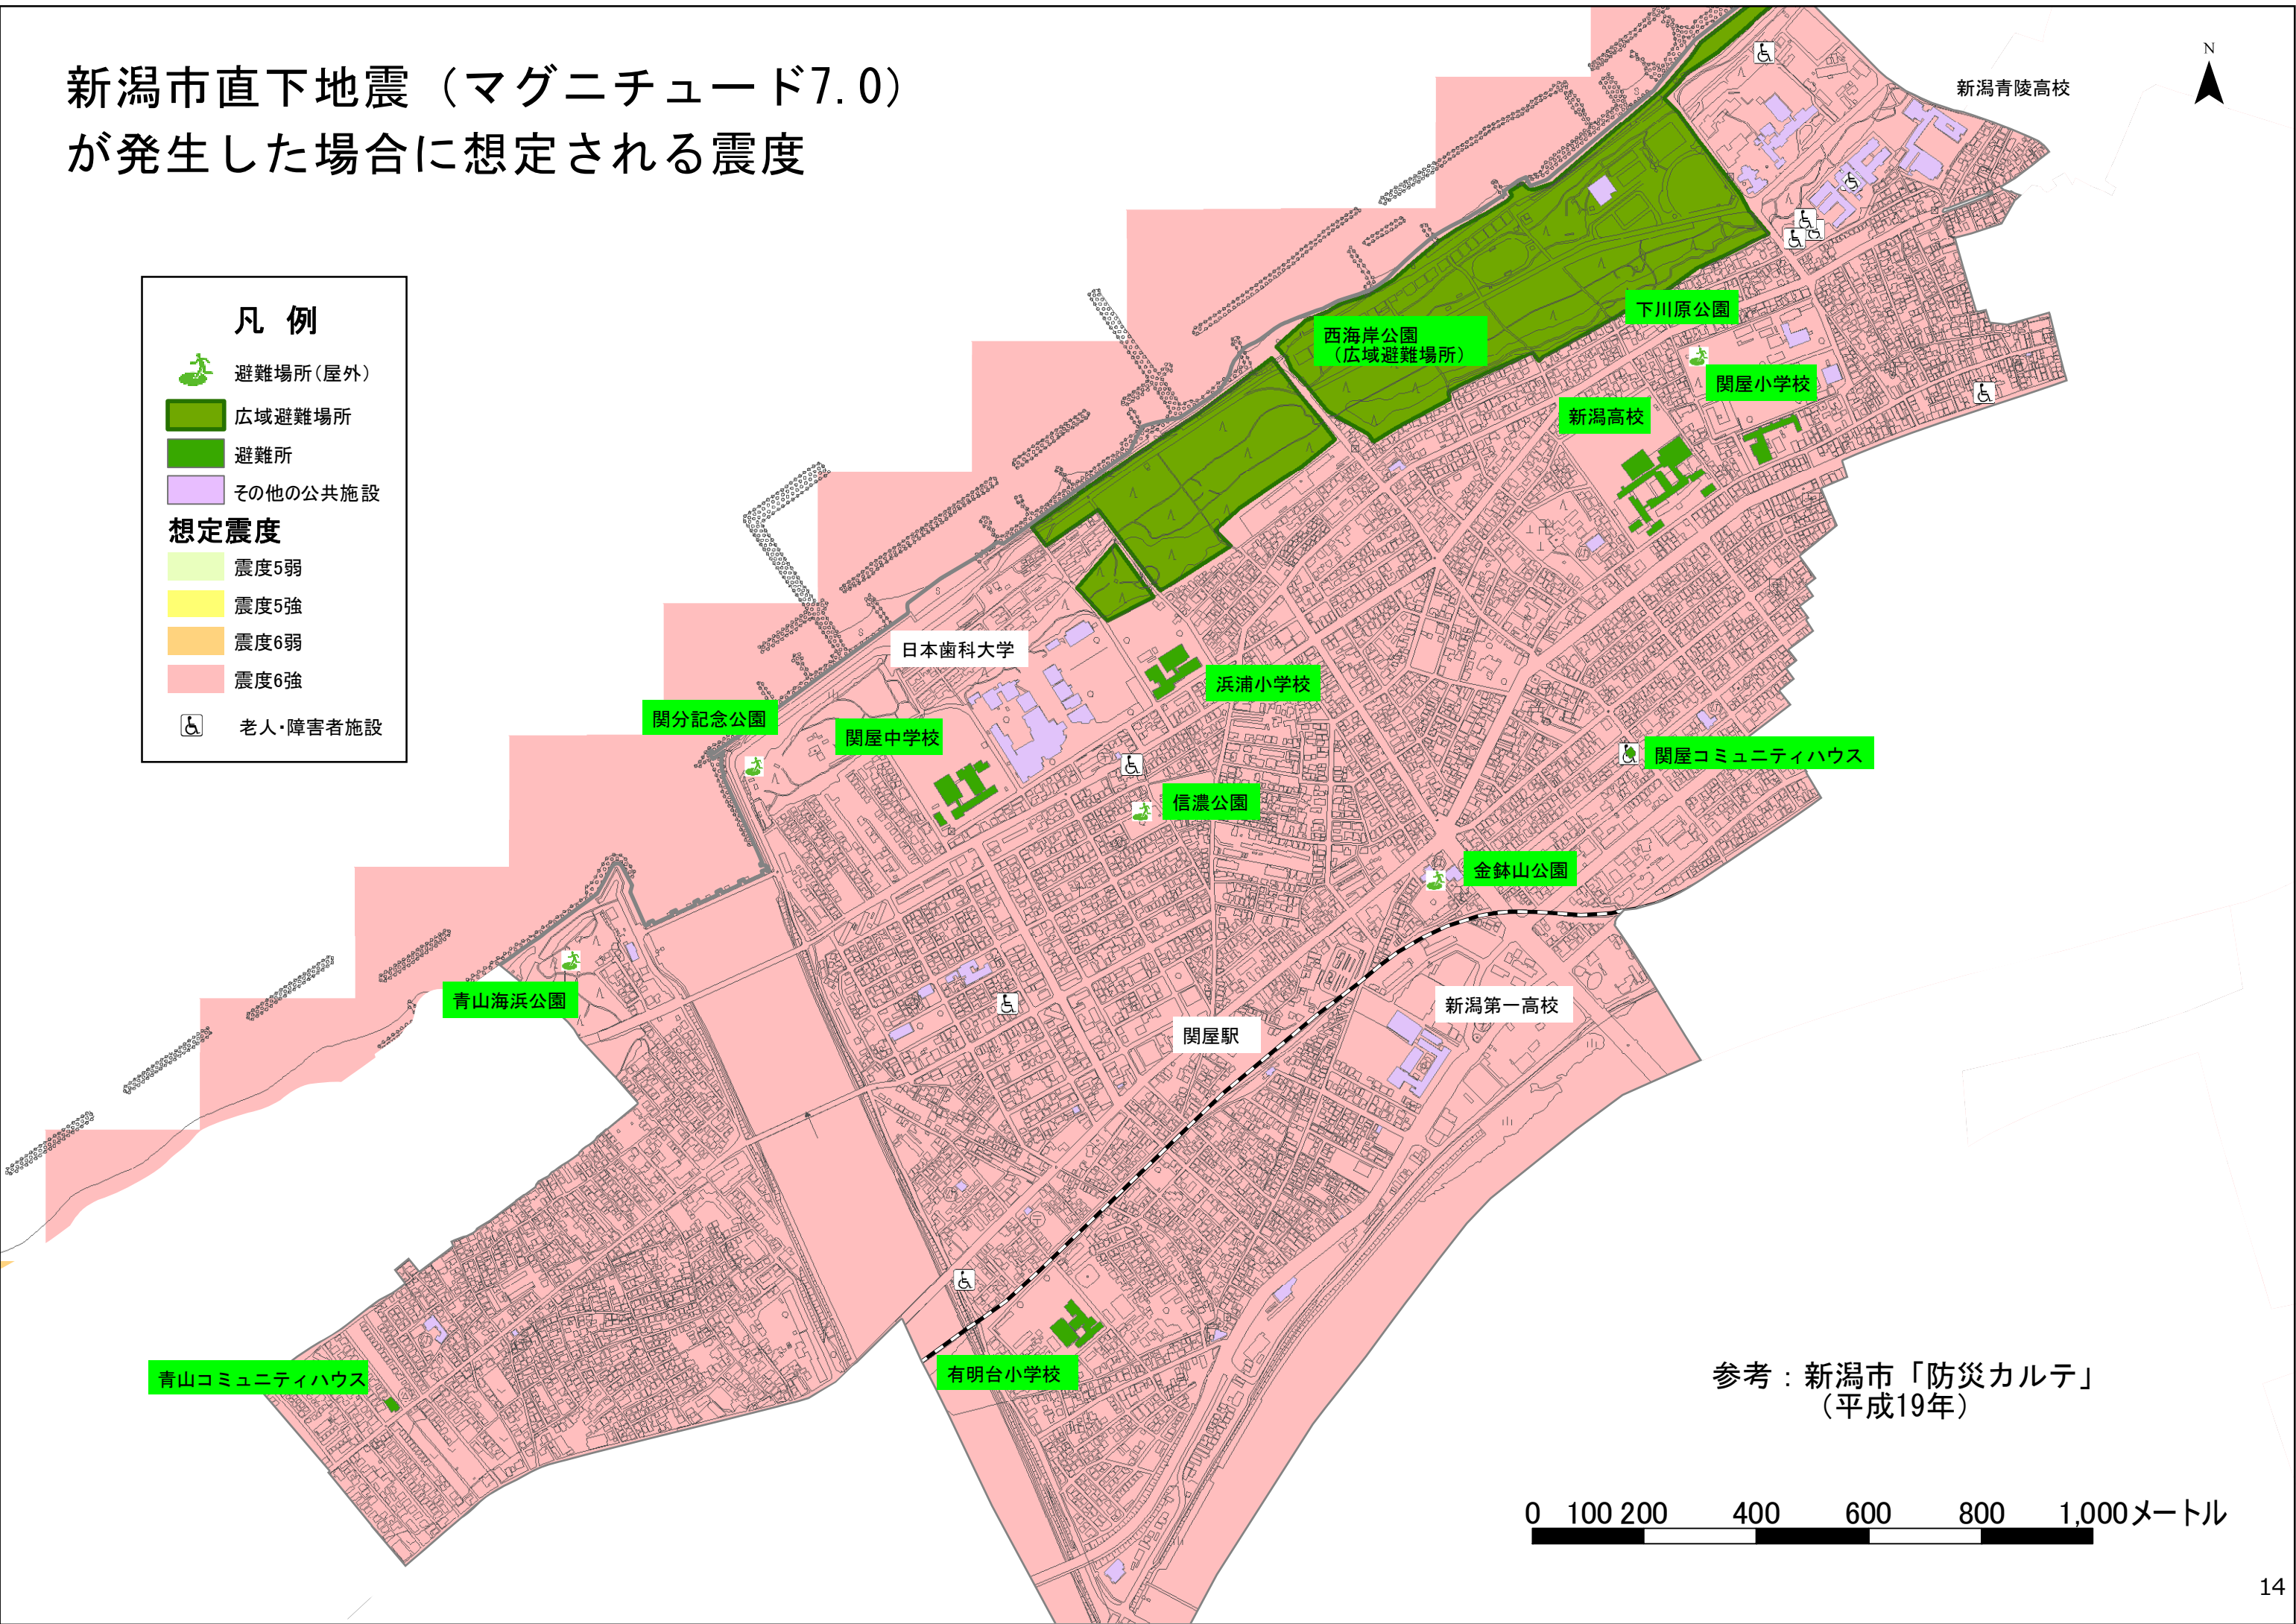 新潟市直下地震（マグニチュード7.0）
が発生した場合に想定される震度
N
新潟青陵高校
凡 例
避難場所(屋外)
広域避難場所
避難所
その他の公共施設
想定震度
震度5弱
震度5強
震度6弱
震度6強
老人・障害者施設
下川原公園
西海岸公園
（広域避難場所）
関屋小学校
新潟高校
日本歯科大学
浜浦小学校
関分記念公園
関屋中学校
関屋コミュニティハウス
信濃公園
金鉢山公園
青山海浜公園
新潟第一高校
関屋駅
青山コミュニティハウス
有明台小学校
参考：新潟市「防災カルテ」
（平成19年）
0 100 200 400 600 800 1,000メートル
14